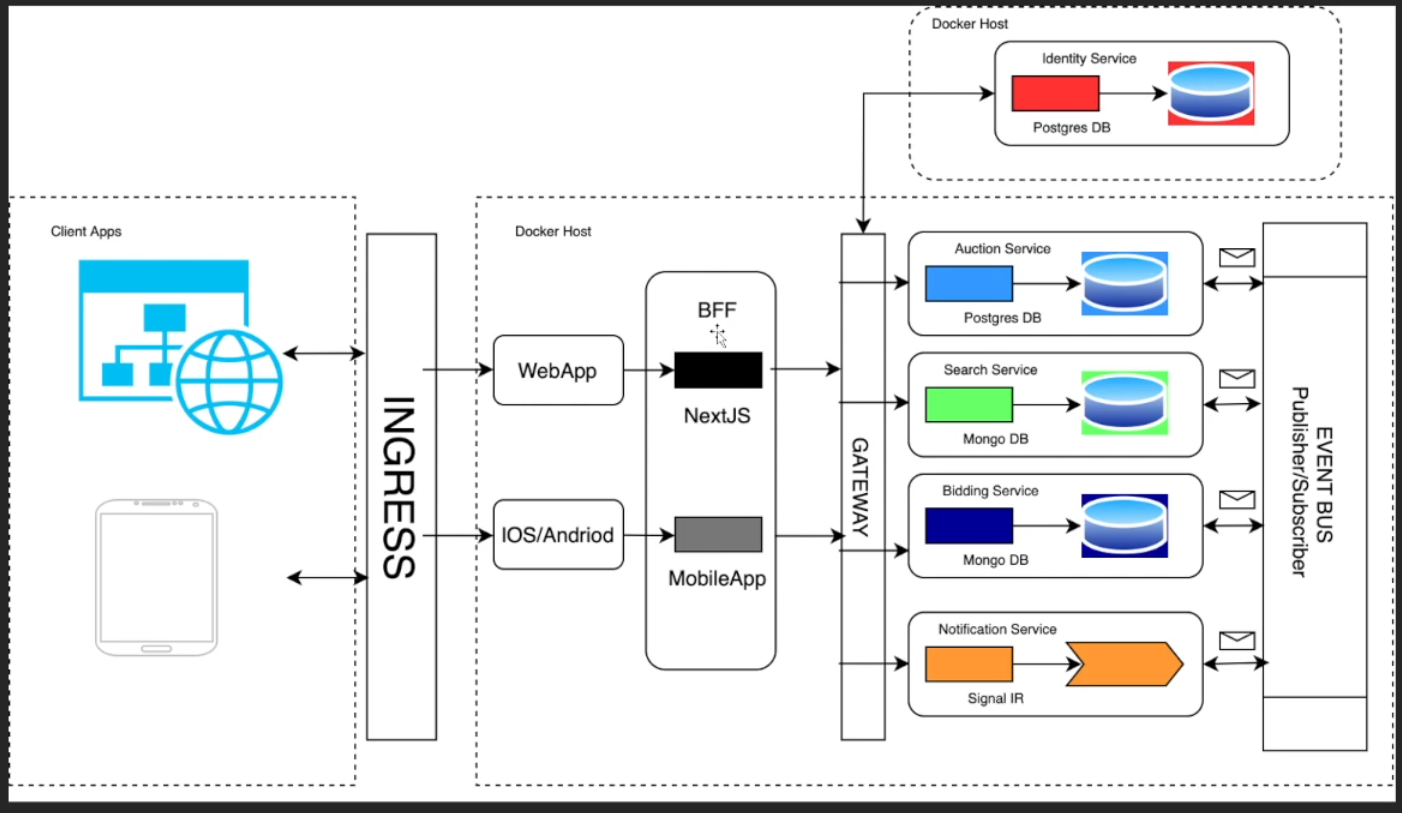 Docker Host
Identity Service
Postgres DB
Client Apps
Docker Host
INGRESS
WebApp
IOS/Andriod
BFF
NextJS
MobileApp
GATEWAY
Auction Service
Postgres DB
Search Service
Mongo DB
Bidding Service
Mongo DB
Notification Service
Signal IR
EVENT BUS
Publisher/Subscriber